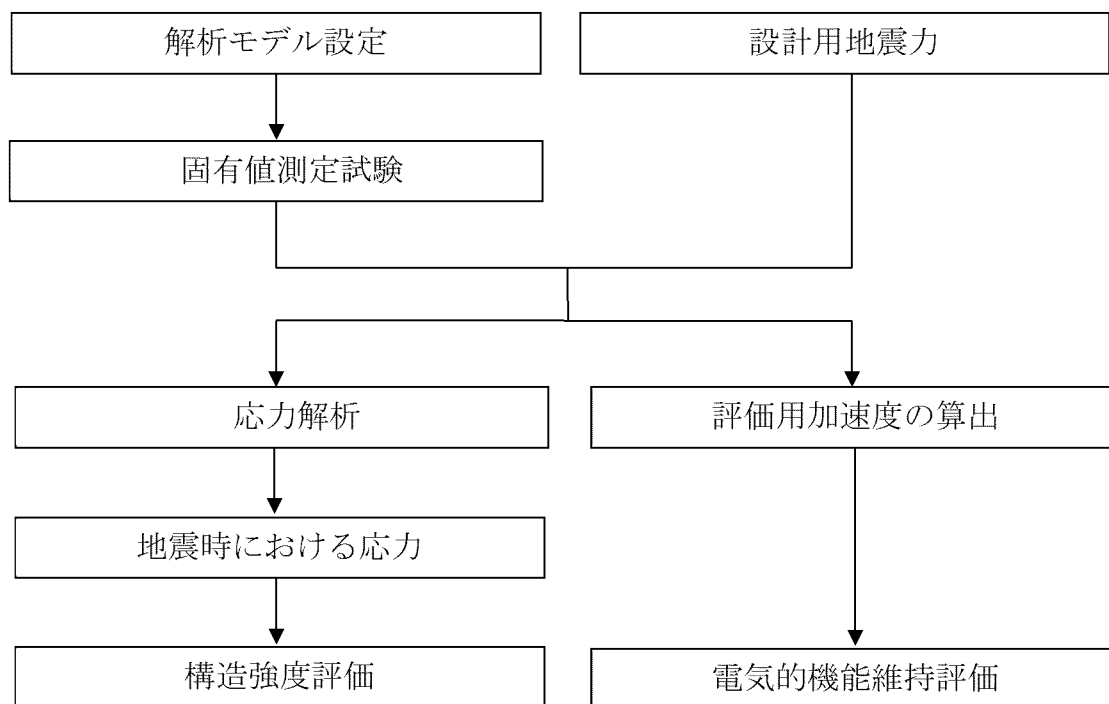 解析モデル設定
設計用地震力
固有値測定試験
応力解析
評価用加速度の算出
地震時における応力
構造強度評価
電気的機能維持評価